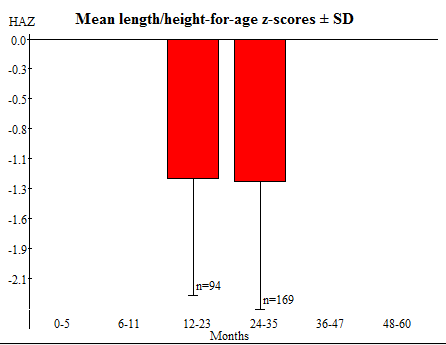 HAZ
Mean length/height-for-age z-scores ± SD
0.0
-0.3
-0.5
-0.8
-1.1
-1.3
-1.6
-1.9
-2.1
n=94
n=169
0-5 6-11 12-23 24-35 36-47 48-60
Months